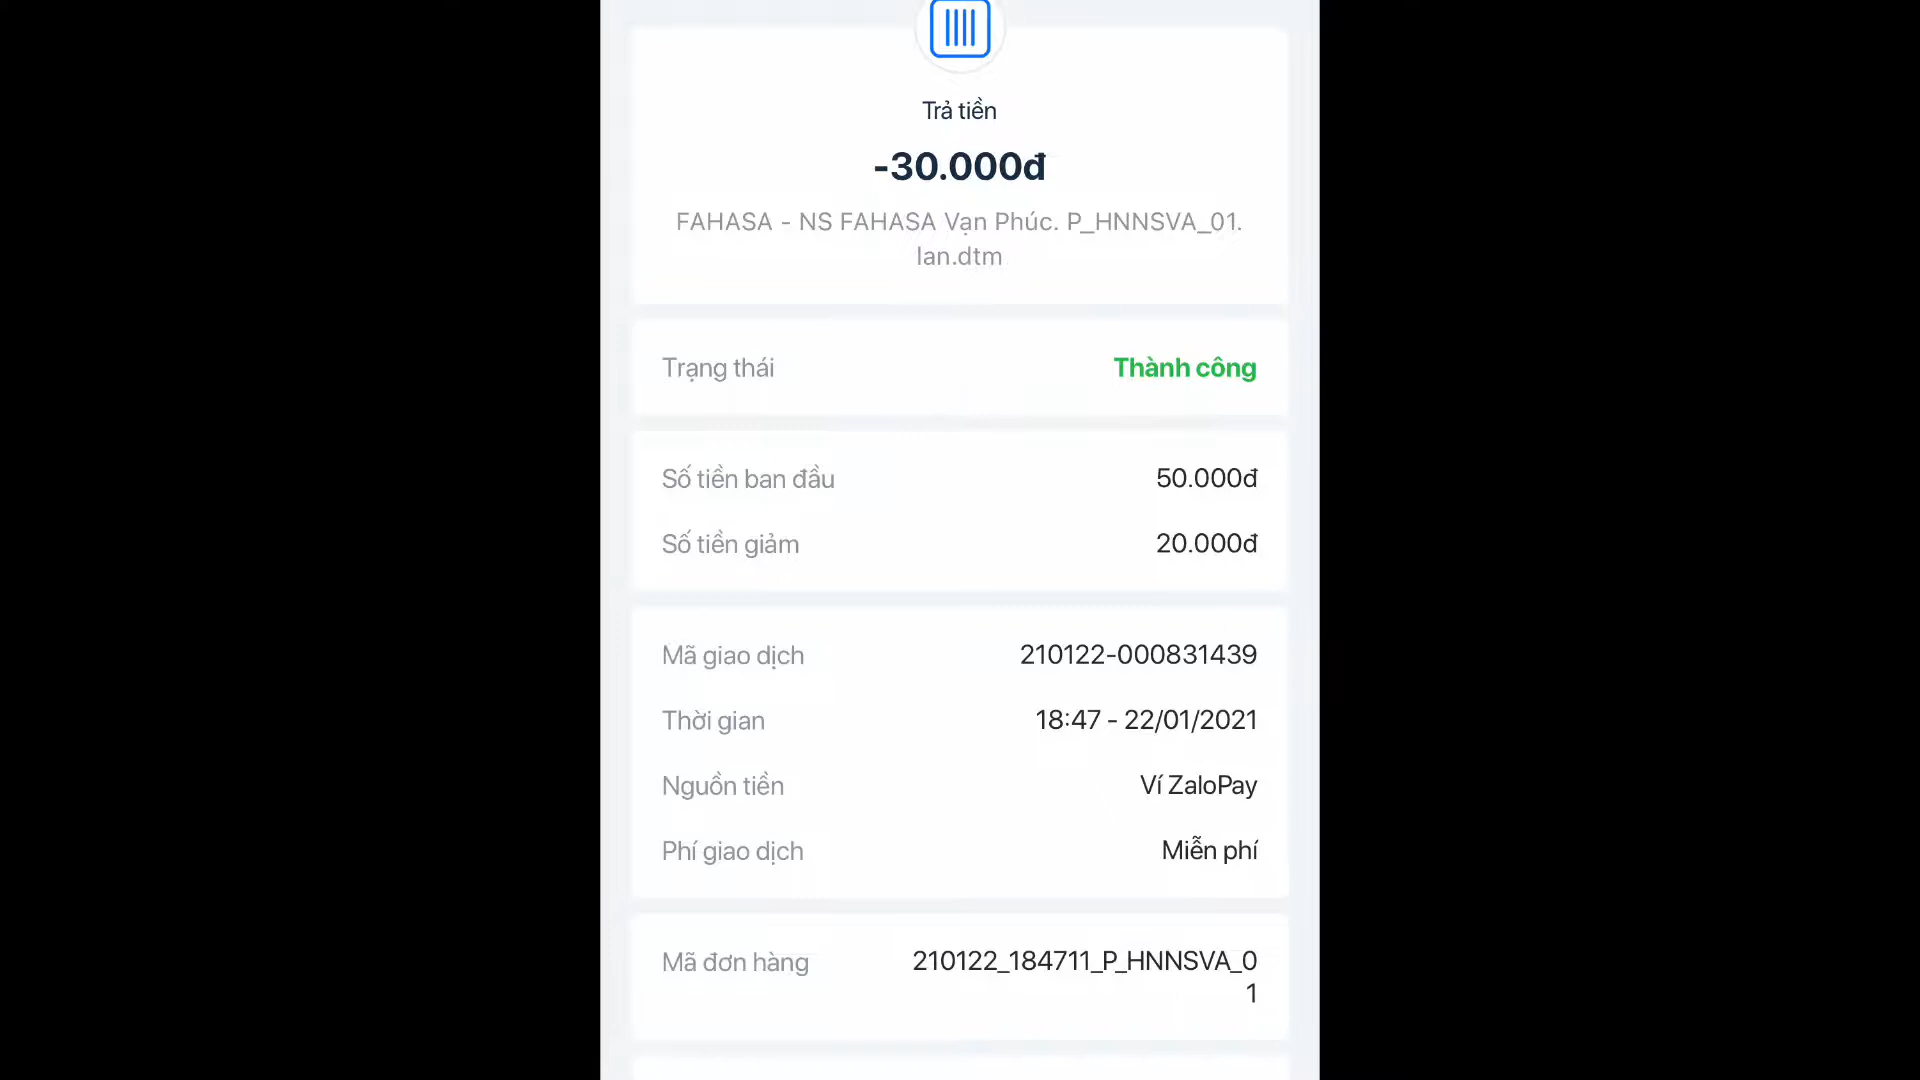 Trả tiền
-30.000đ
FAHASA - NS FAHASA Vạn Phúc. P_HNNSVA_01.
lan.dtm
Trạng thái Thành công
Số tiền ban đầu 50.000đ
Số tiền giảm 20.000đ
Mã giao dịch 210122-000831439
Thời gian 18:47 - 22/01/2021
Nguồn tiền Ví ZaloPay
Phí giao dịch Miễn phí
Mã đơn hàng 210122_184711_P_HNNSVA_0
1